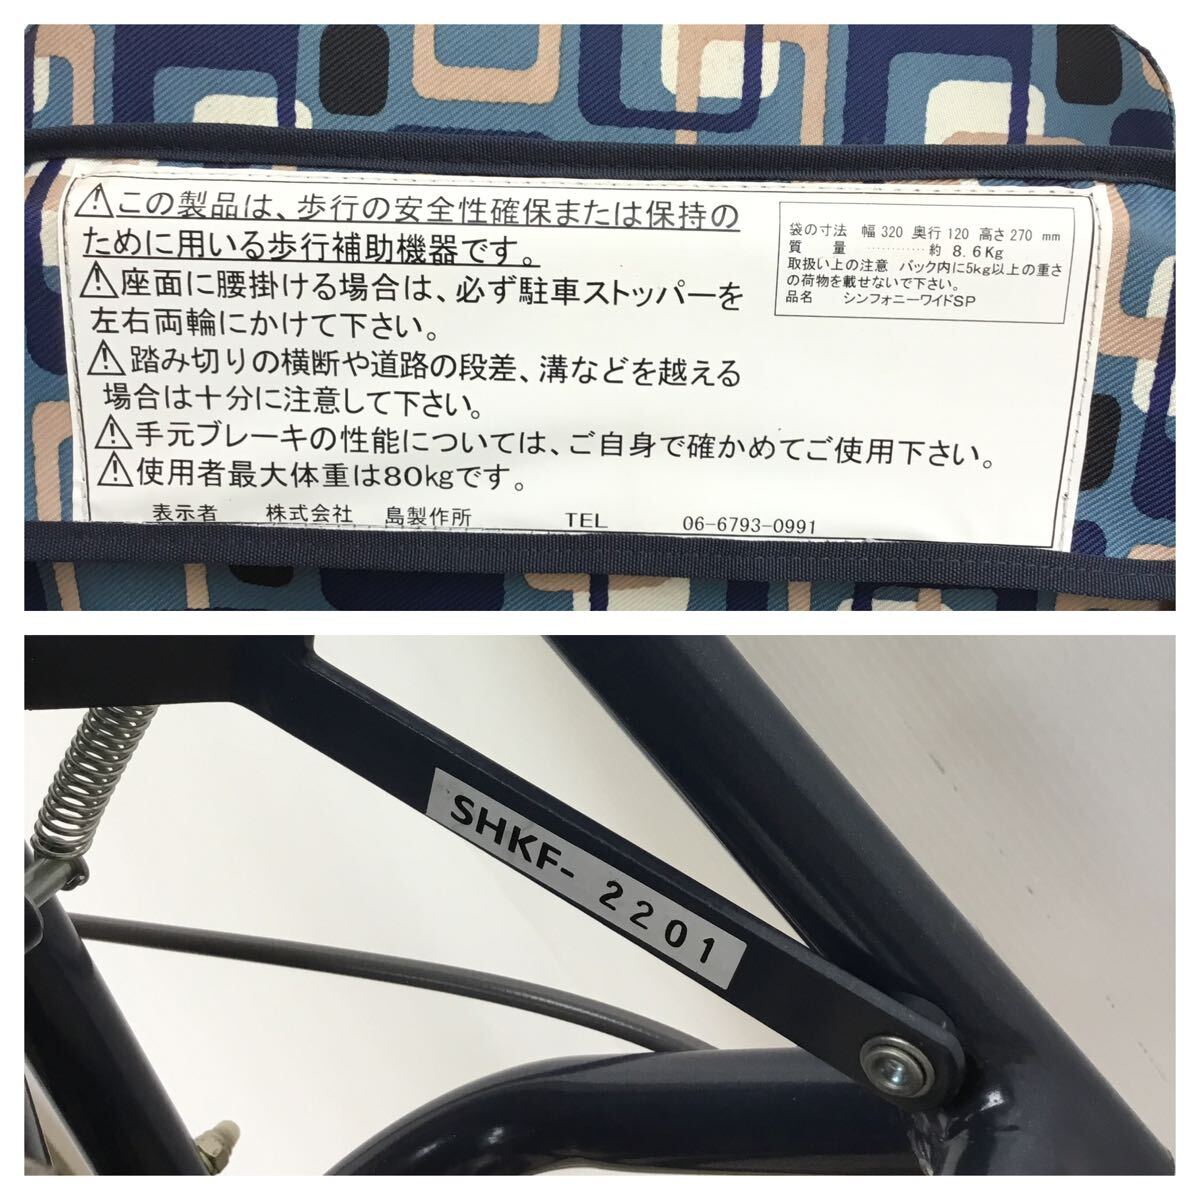 ⚠この製品は、歩行の安全性確保または保持の
ために用いる歩行補助機器です。
⚠座面に腰掛ける場合は、必ず駐車ストッパーを
左右両輪にかけて下さい。
⚠踏み切りの横断や道路の段差、溝などを越える
場合は十分に注意して下さい。
⚠手元ブレーキの性能については、ご自身で確かめてご使用下さい。
⚠使用者最大体重は80kgです。
表示者 株式会社 島製作所 TEL 06-6793-0991
袋の寸法 幅320 奥行120 高さ270 mm
質 量 ············約 8.6Kg
取扱い上の注意 バック内に5kg以上の重さ
の荷物を載せないで下さい。
品名 シンフォニーワイドSP
SHKF-2201